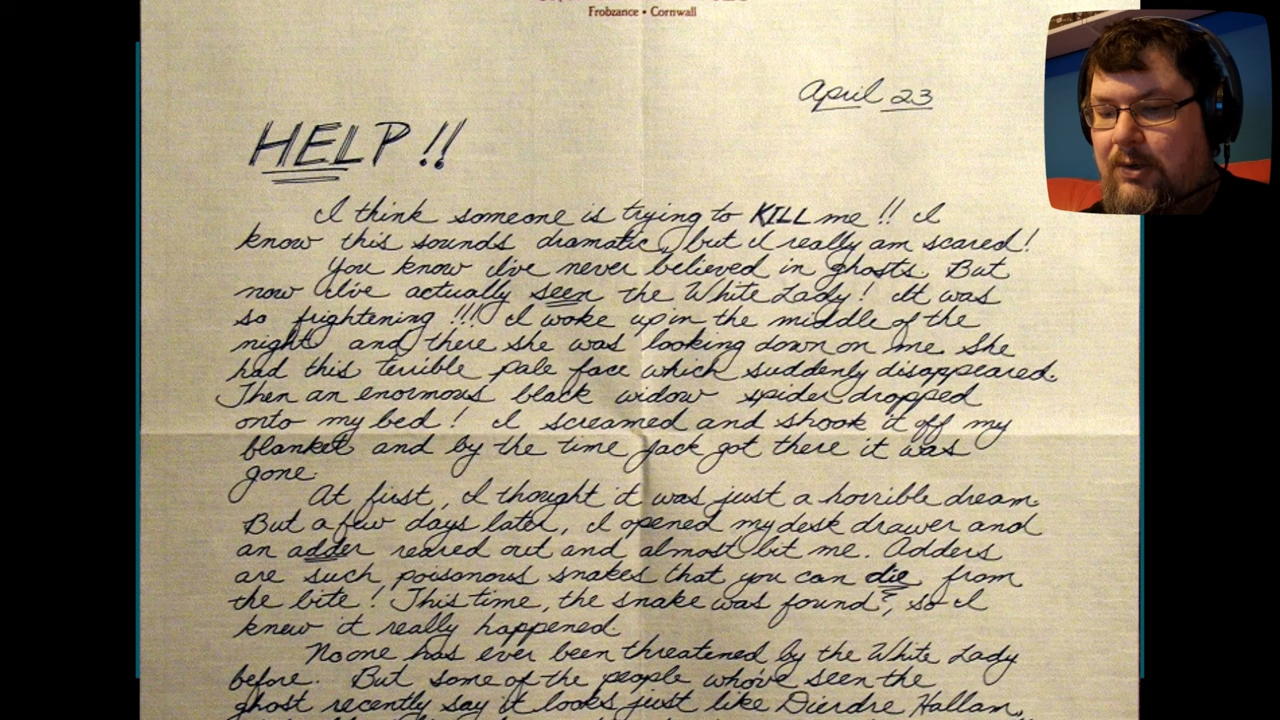 Frobzance • Cornwall
April 23
HELP!!
I think someone is trying to KILL me!! I
know this sounds dramatic, but I really am scared!
You know I've never believed in ghosts. But
now I've actually seen the White Lady! It was
so frightening!!! I woke up in the middle of the
night and there she was looking down on me. She
had this terrible pale face which suddenly disappeared.
Then an enormous black widow spider dropped
onto my bed! I screamed and shook it off my
blanket and by the time Jack got there it was
gone.
At first, I thought it was just a horrible dream.
But a few days later, I opened my desk drawer and
an adder reared out and almost bit me. Adders
are such poisonous snakes that you can die from
the bite! This time, the snake was found, so I
knew it really happened.
No one has ever been threatened by the White Lady
before. But some of the people who've seen the
ghost recently say it looks just like Dierdre Hallam,